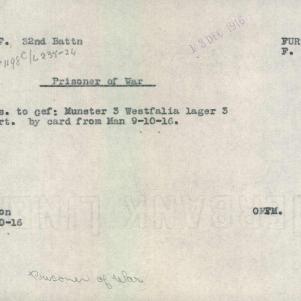 F. 32nd Battn
FUR
F.
13 DEC 1916
Prisoner of War
s. to cef: Munster 3 Westfalia lager 3
rt. by card from Man 9-10-16.
on
0-16
OFFM.
Prisoner of War